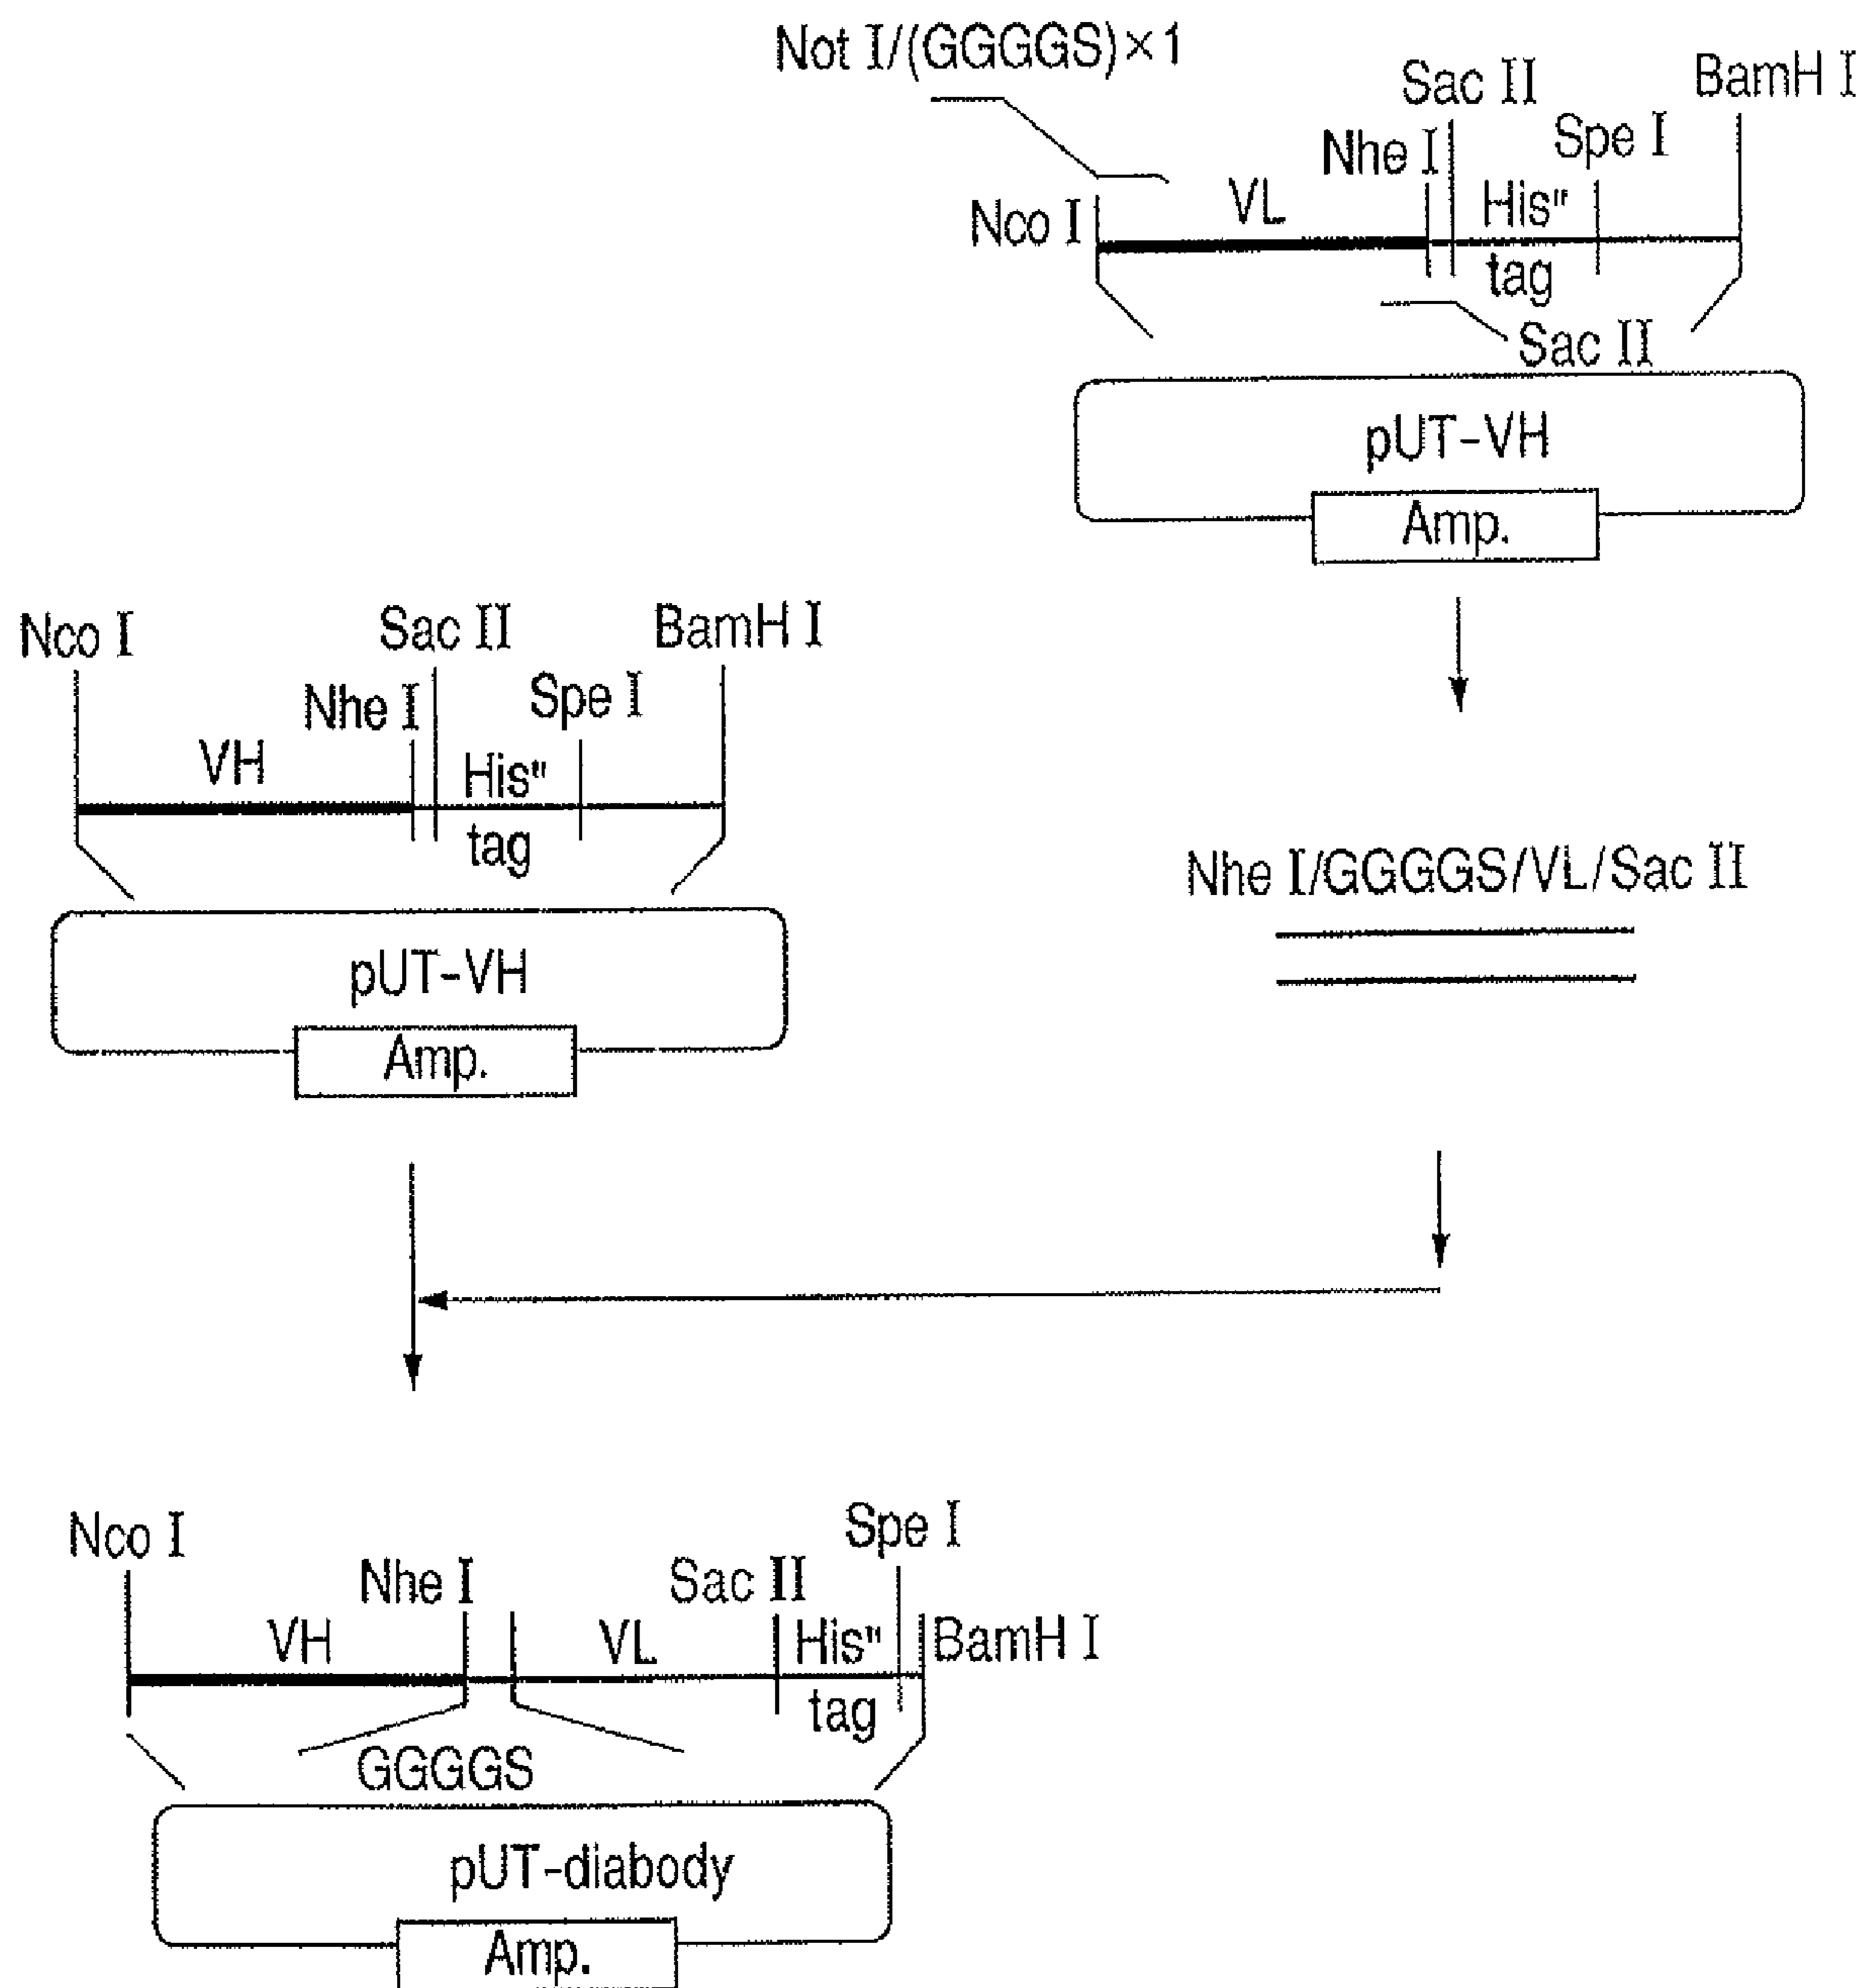 Not I/(GGGGS)×1
Sac II
BamH I
Nhe I
Spe I
Nco I
VL
His"
tag
Sac II
pUT-VH
Amp.
Nco I
Sac II
BamH I
Nhe I
Spe I
VH
His"
tag
pUT-VH
Amp.
Nhe I/GGGGS/VL/Sac II
Nco I
Nhe I
Sac II
Spe I
VH
VL
His"
BamH I
tag
GGGGS
pUT-diabody
Amp.